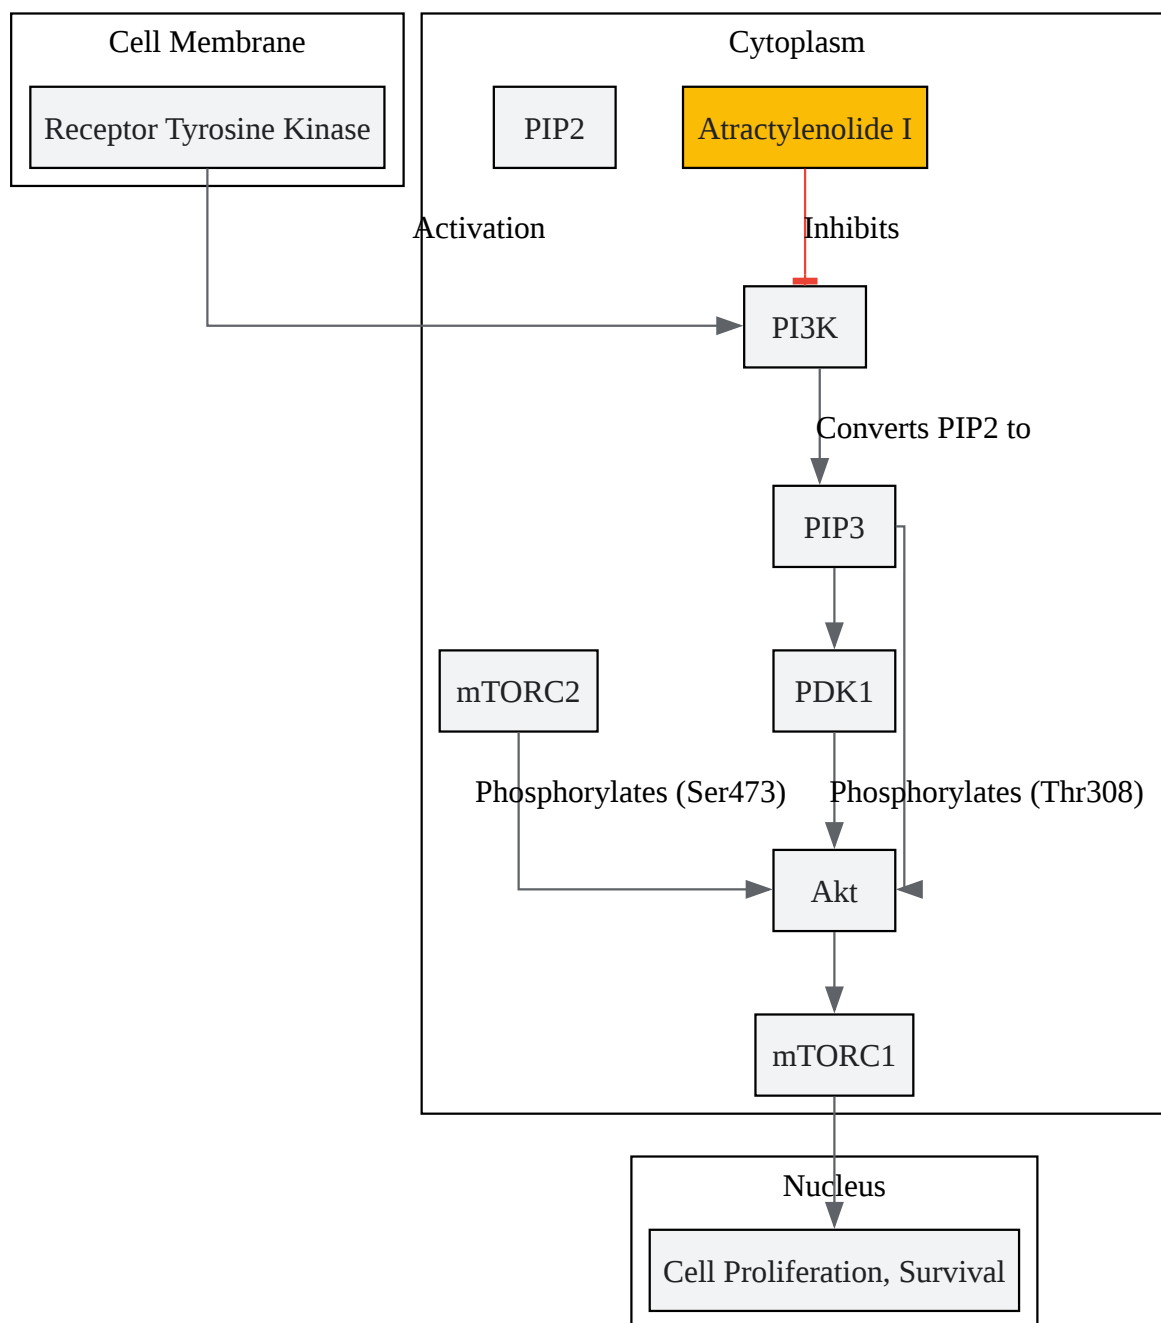 Cell Membrane
Cytoplasm
Receptor Tyrosine Kinase
PIP2
Atractylenolide I
Activation
Inhibits
PI3K
Converts PIP2 to
PIP3
mTORC2
PDK1
Phosphorylates (Ser473)
Phosphorylates (Thr308)
Akt
mTORC1
Nucleus
Cell Proliferation, Survival